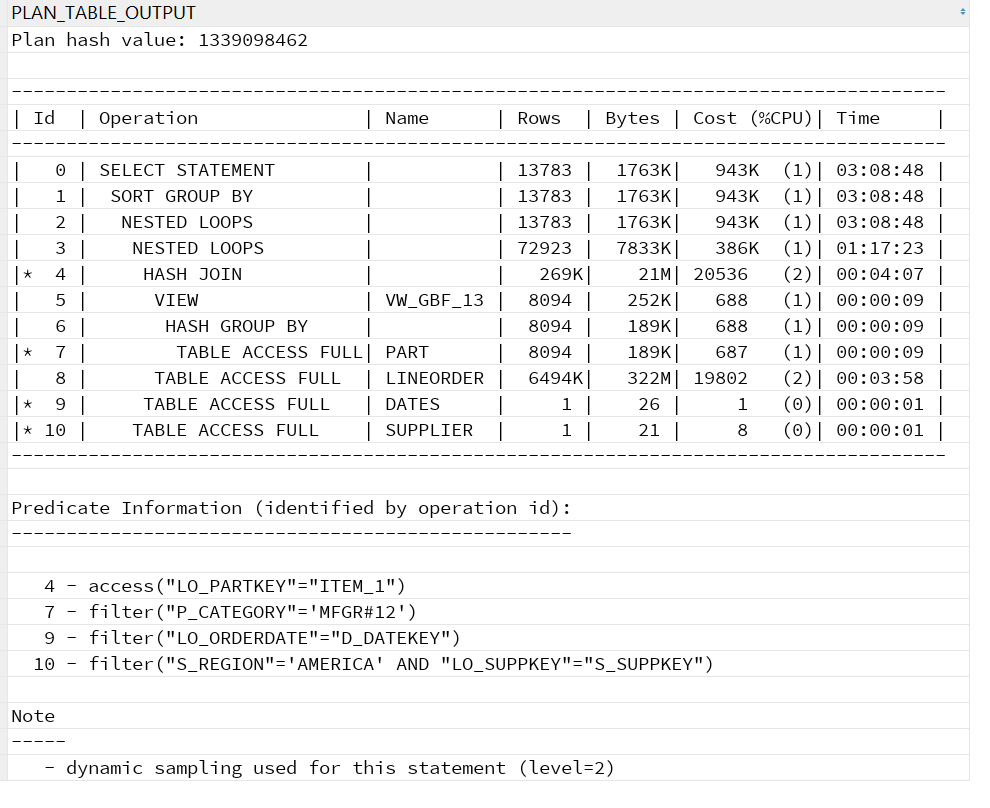 PLAN_TABLE_OUTPUT
Plan hash value: 1339098462
-------------------------------------------------------------------------------------
| Id  | Operation               | Name      | Rows  | Bytes | Cost (%CPU)| Time     |
-------------------------------------------------------------------------------------
|   0 | SELECT STATEMENT        |           | 13783 |  1763K|   943K  (1)| 03:08:48 |
|   1 |  SORT GROUP BY          |           | 13783 |  1763K|   943K  (1)| 03:08:48 |
|   2 |   NESTED LOOPS          |           | 13783 |  1763K|   943K  (1)| 03:08:48 |
|   3 |    NESTED LOOPS         |           | 72923 |  7833K|   386K  (1)| 01:17:23 |
|*  4 |     HASH JOIN           |           |   269K|    21M| 20536   (2)| 00:04:07 |
|   5 |      VIEW               | VW_GBF_13 |  8094 |   252K|   688   (1)| 00:00:09 |
|   6 |       HASH GROUP BY     |           |  8094 |   189K|   688   (1)| 00:00:09 |
|*  7 |        TABLE ACCESS FULL| PART      |  8094 |   189K|   687   (1)| 00:00:09 |
|   8 |      TABLE ACCESS FULL  | LINEORDER |  6494K|   322M| 19802   (2)| 00:03:58 |
|*  9 |     TABLE ACCESS FULL   | DATES     |     1 |    26 |     1   (0)| 00:00:01 |
|* 10 |    TABLE ACCESS FULL    | SUPPLIER  |     1 |    21 |     8   (0)| 00:00:01 |
-------------------------------------------------------------------------------------
Predicate Information (identified by operation id):
---------------------------------------------------
   4 - access("LO_PARTKEY"="ITEM_1")
   7 - filter("P_CATEGORY"='MFGR#12')
   9 - filter("LO_ORDERDATE"="D_DATEKEY")
  10 - filter("S_REGION"='AMERICA' AND "LO_SUPPKEY"="S_SUPPKEY")
Note
-----
   - dynamic sampling used for this statement (level=2)